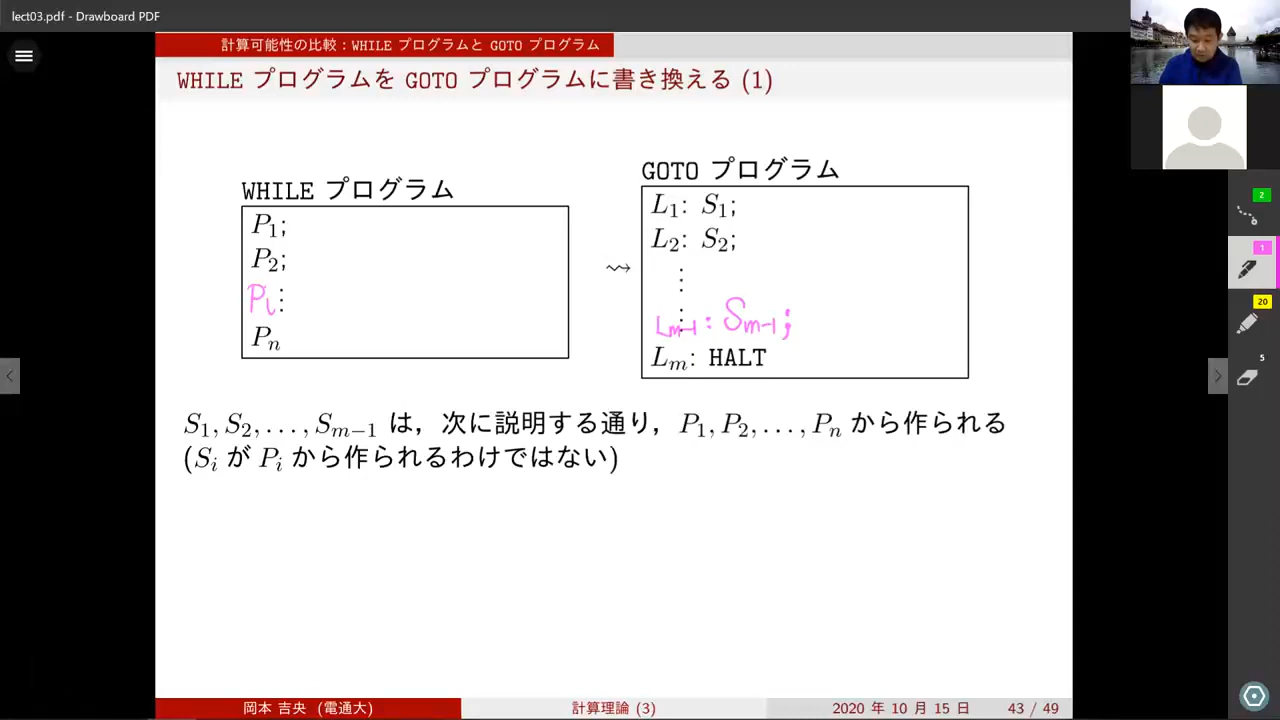 lect03.pdf - Drawboard PDF
計算可能性の比較：WHILE プログラムと GOTO プログラム
WHILE プログラムを GOTO プログラムに書き換える (1)
WHILE プログラム
P1;
P2;
Pi ⋮
Pn
⇝
GOTO プログラム
L1: S1;
L2: S2;
⋮
⋮
Lm-1: Sm-1;
Lm: HALT
S1, S2, . . . , Sm−1 は，次に説明する通り，P1, P2, . . . , Pn から作られる
(Si が Pi から作られるわけではない)
岡本 吉央 (電通大)
計算理論 (3)
2020 年 10 月 15 日
43 / 49
2
1
20
5